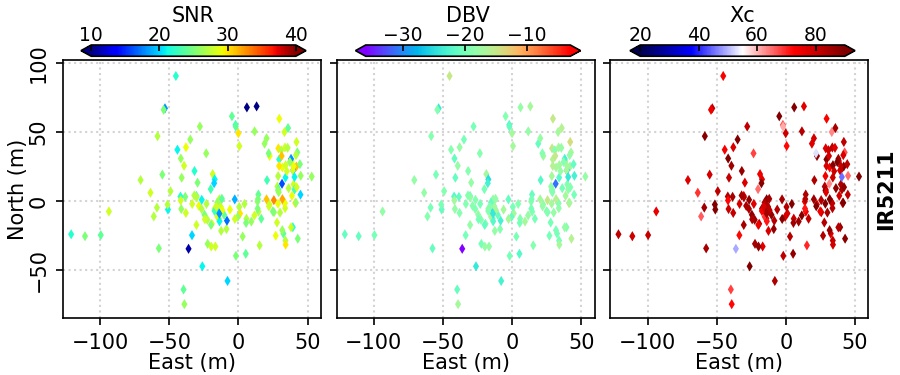 SNR DBV Xc
10 20 30 40 −30 −20 −10 20 40 60 80
100
50
0
−50
North (m)
IR5211
−100 −50 0 50 −100 −50 0 50 −100 −50 0 50
East (m) East (m) East (m)